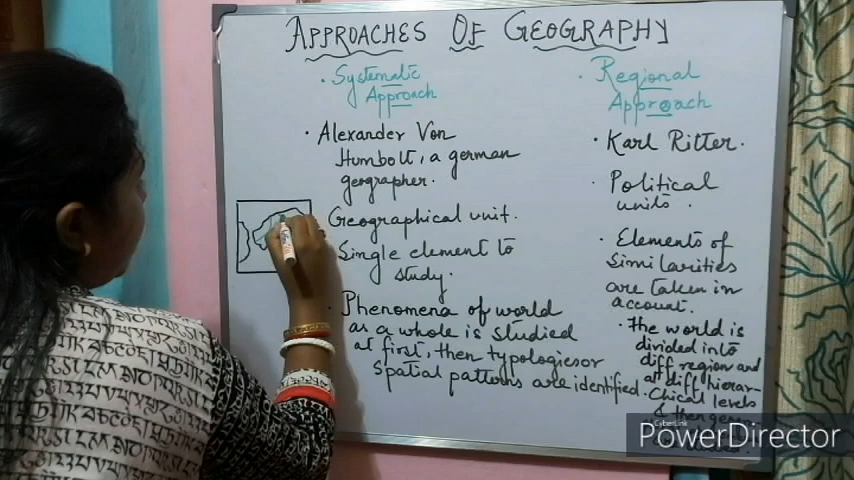 APPROACHES OF GEOGRAPHY
• Systematic
Approach
• Alexander Von
Humbolt, a german
geographer.
Geographical unit.
Single element to
study.
• Phenomena of world
as a whole is studied
at first, then typologies or
spatial patterns are identified.
• Regional
Approach
• Karl Ritter.
• Political
units.
• Elements of
similarities
are taken in
account.
• The world is
divided into
diff region and
at diff hierar-
chical levels
& then
CyberLink
PowerDirector